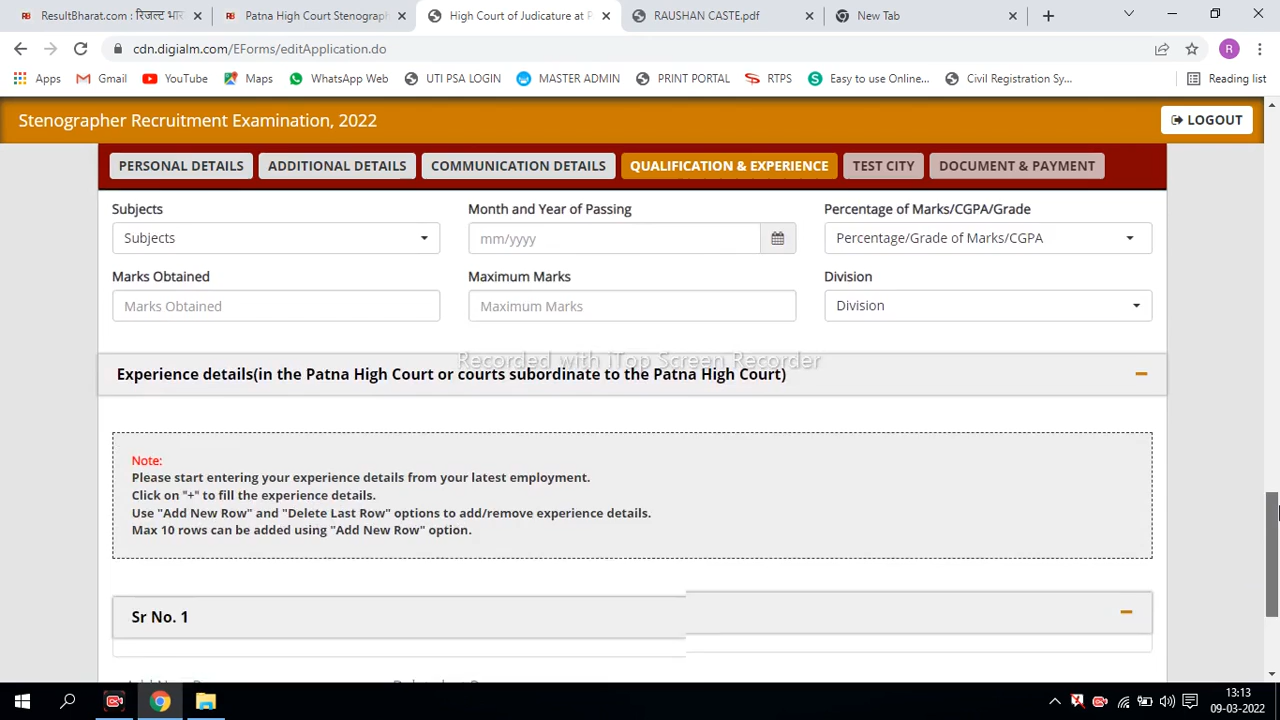 ResultBharat.com : रिजल्ट भार
Patna High Court Stenograph
High Court of Judicature at P
RAUSHAN CASTE.pdf
New Tab
cdn.digialm.com/EForms/editApplication.do
R
Apps
Gmail
YouTube
Maps
WhatsApp Web
UTI PSA LOGIN
MASTER ADMIN
PRINT PORTAL
RTPS
Easy to use Online...
Civil Registration Sy...
Reading list
Stenographer Recruitment Examination, 2022
LOGOUT
PERSONAL DETAILS
ADDITIONAL DETAILS
COMMUNICATION DETAILS
QUALIFICATION & EXPERIENCE
TEST CITY
DOCUMENT & PAYMENT
Subjects
Month and Year of Passing
Percentage of Marks/CGPA/Grade
Subjects
mm/yyyy
Percentage/Grade of Marks/CGPA
Marks Obtained
Maximum Marks
Division
Marks Obtained
Maximum Marks
Division
Recorded with iTop Screen Recorder
Experience details(in the Patna High Court or courts subordinate to the Patna High Court)
Note:
Please start entering your experience details from your latest employment.
Click on "+" to fill the experience details.
Use "Add New Row" and "Delete Last Row" options to add/remove experience details.
Max 10 rows can be added using "Add New Row" option.
Sr No. 1
13:13
09-03-2022